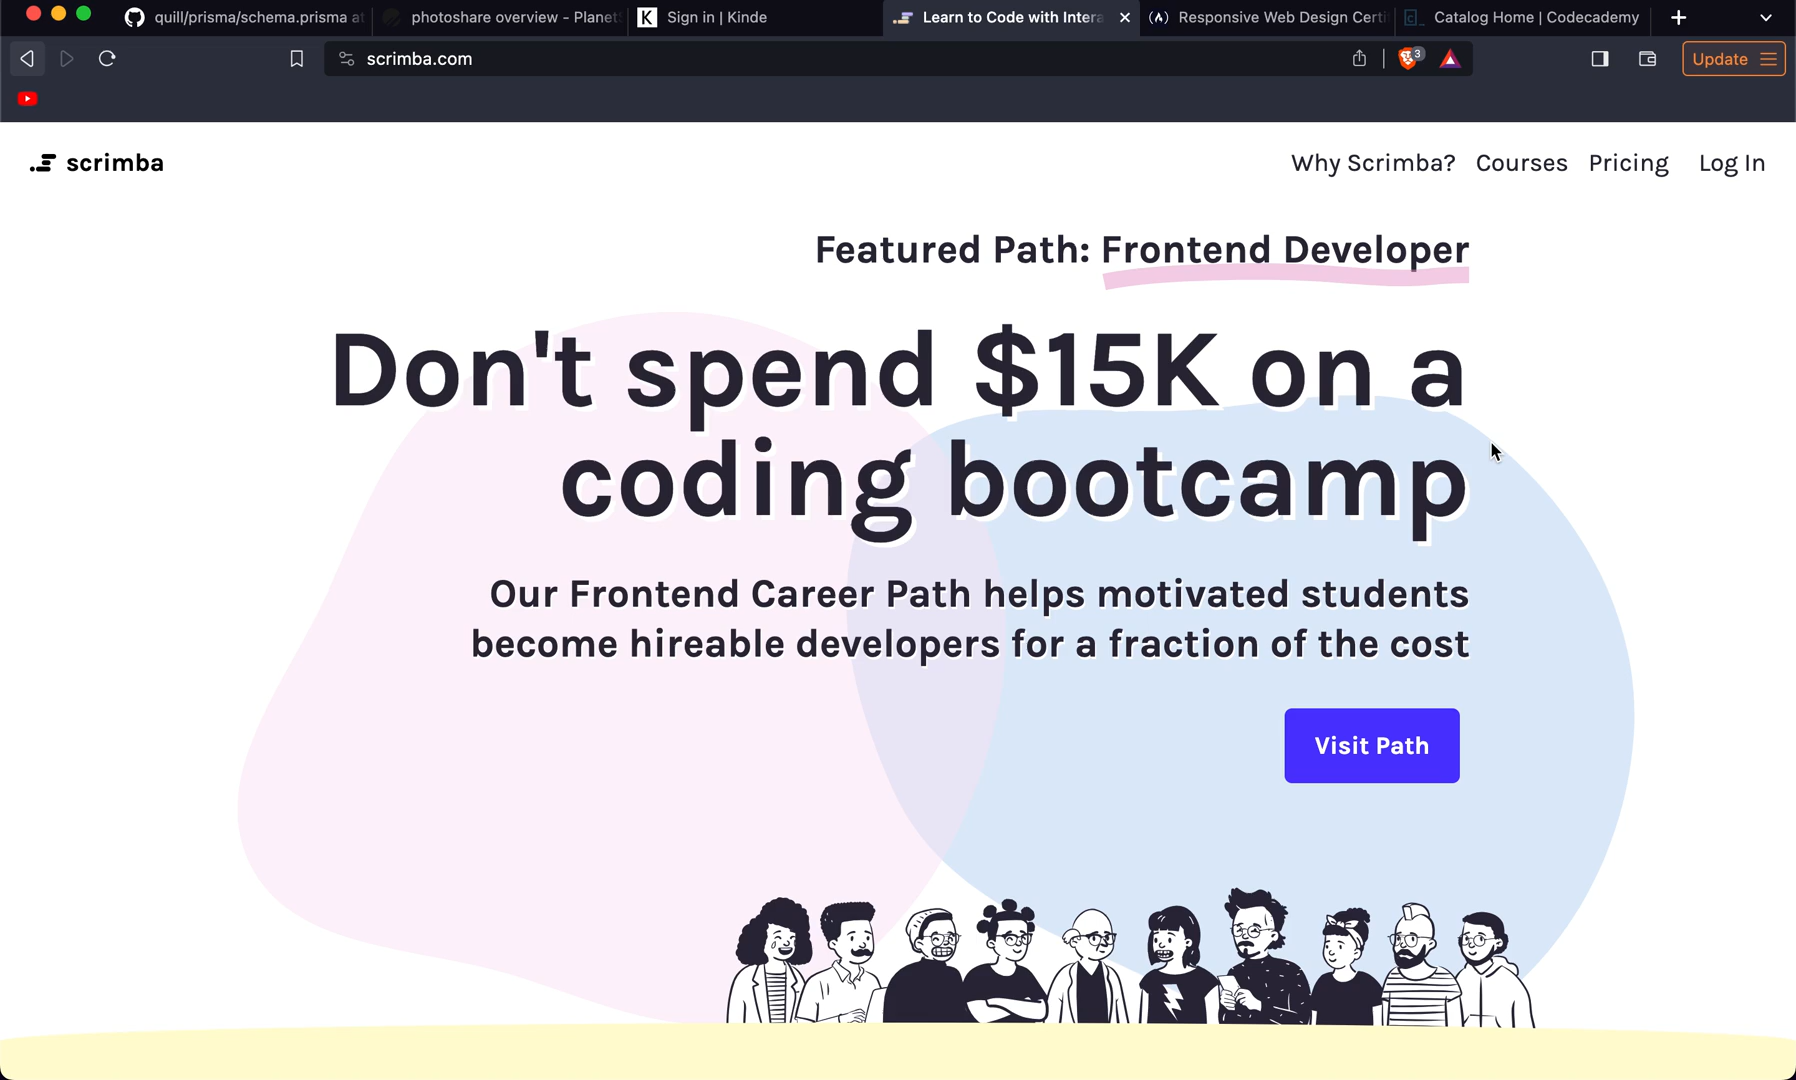 quill/prisma/schema.prisma at
photoshare overview - Planet
Sign in | Kinde
Learn to Code with Intera
Responsive Web Design Certi
Catalog Home | Codecademy
scrimba.com
3
Update
scrimba
Why Scrimba?
Courses
Pricing
Log In
Featured Path: Frontend Developer
Don't spend $15K on a
coding bootcamp
Our Frontend Career Path helps motivated students
become hireable developers for a fraction of the cost
Visit Path